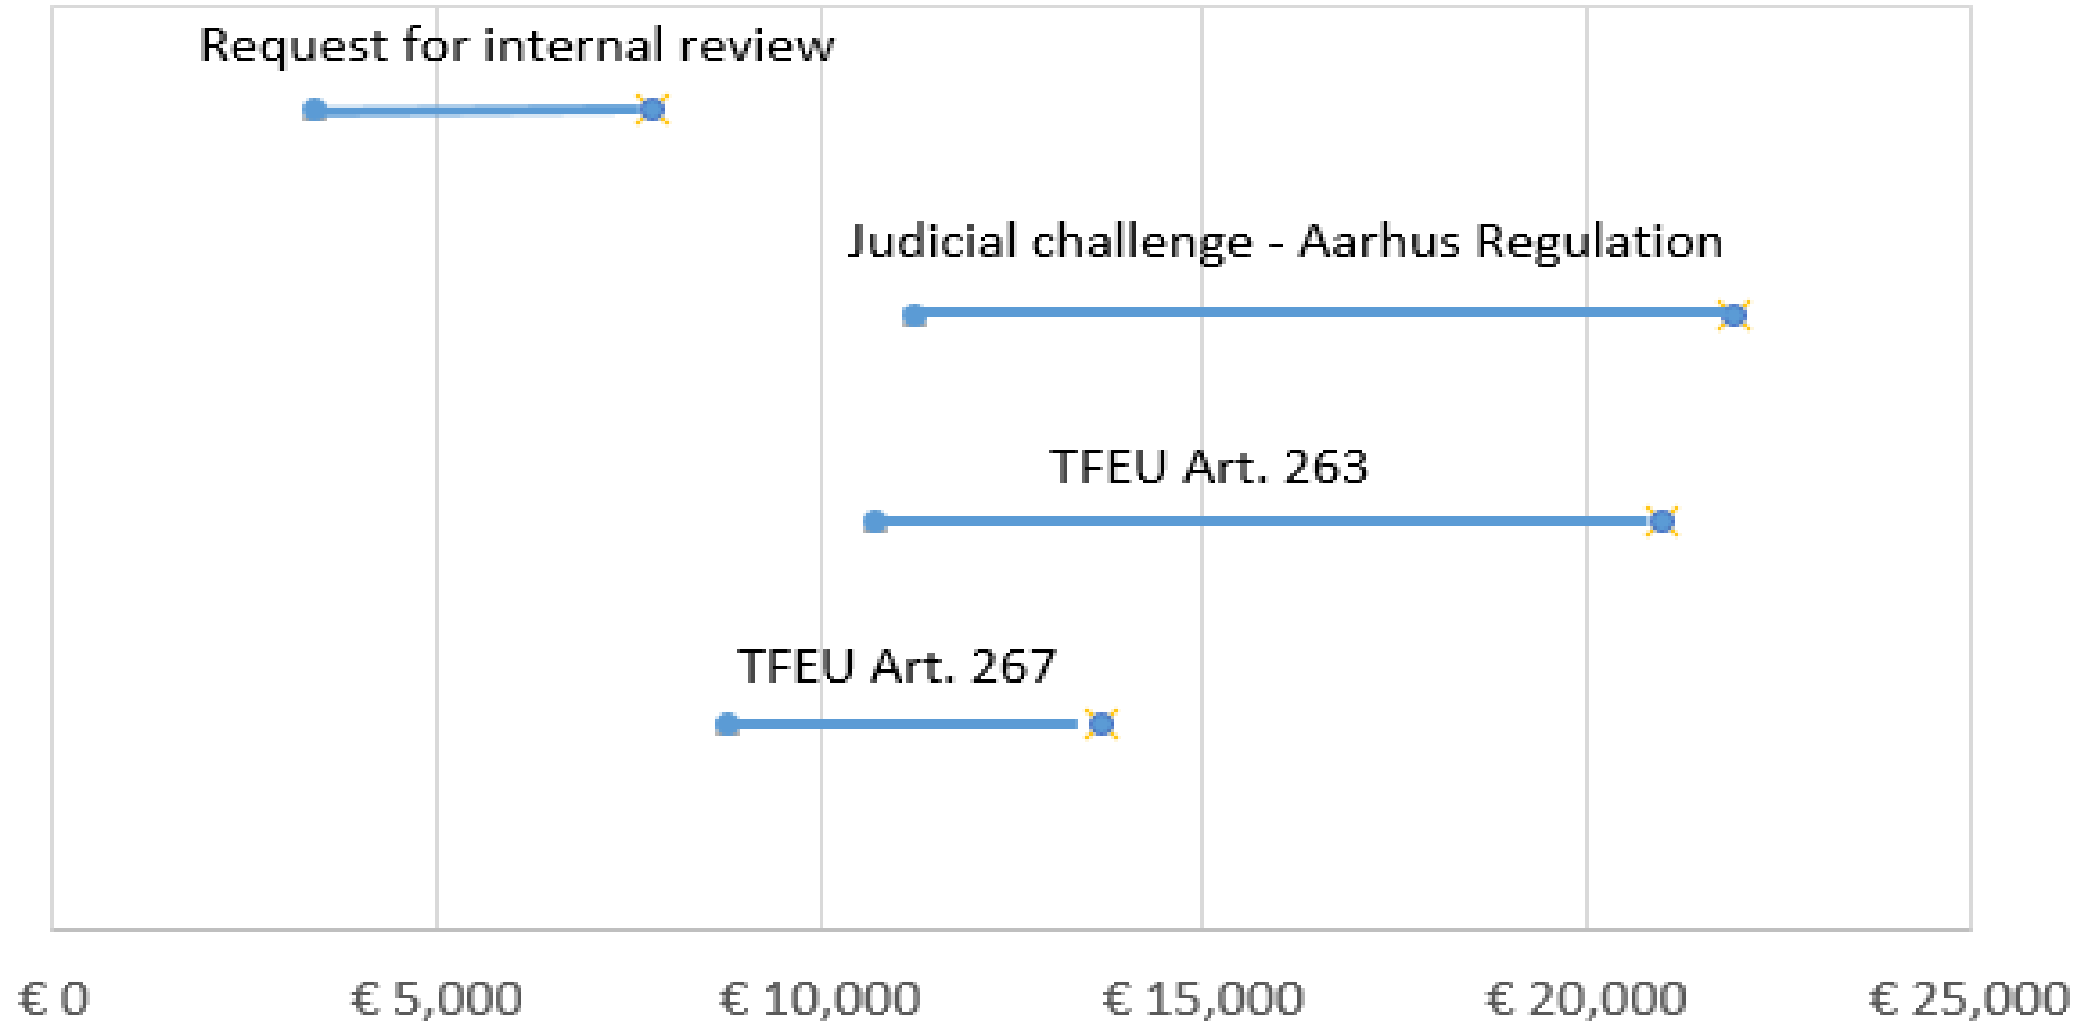 Request for internal review
Judicial challenge - Aarhus Regulation
TFEU Art. 263
TFEU Art. 267
€ 0 € 5,000 € 10,000 € 15,000 € 20,000 € 25,000